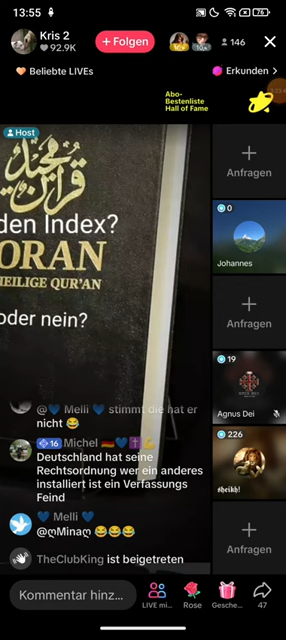 13:55
76
Kris 2
92.9K
+ Folgen
10+
146
Beliebte LIVEs
Erkunden >
Abo-
Bestenliste
Hall of Fame
Host
قرآن مجيد
den Index?
ORAN
HEILIGE QUR'AN
oder nein?
Anfragen
0
Johannes
Anfragen
19
Agnus Dei
226
Anfragen
@💙 Melli 💙 stimmt die hat er
nicht 😂
16 Michel 🇩🇪💙✝️💪
Deutschland hat seine
Rechtsordnung wer ein anderes
installiert ist ein Verfassungs
Feind
💙 Melli 💙
@ღMinaღ 😂😂😂
TheClubKing ist beigetreten
Kommentar hinz...
LIVE mi...
Rose
Gesche...
47